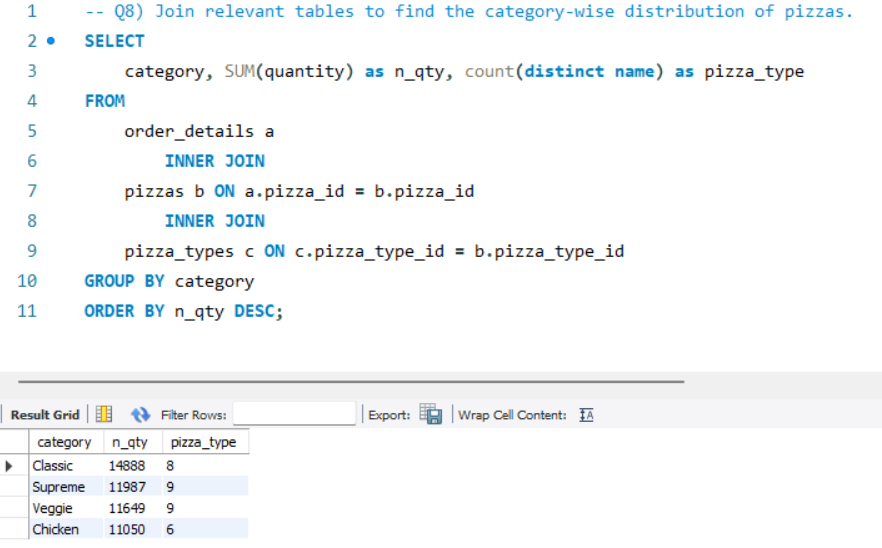 1 -- Q8) Join relevant tables to find the category-wise distribution of pizzas.
2 SELECT
3 category, SUM(quantity) as n_qty, count(distinct name) as pizza_type
4 FROM
5 order_details a
6 INNER JOIN
7 pizzas b ON a.pizza_id = b.pizza_id
8 INNER JOIN
9 pizza_types c ON c.pizza_type_id = b.pizza_type_id
10 GROUP BY category
11 ORDER BY n_qty DESC;
Result Grid Filter Rows: Export: Wrap Cell Content: IA
category n_qty pizza_type
Classic 14888 8
Supreme 11987 9
Veggie 11649 9
Chicken 11050 6